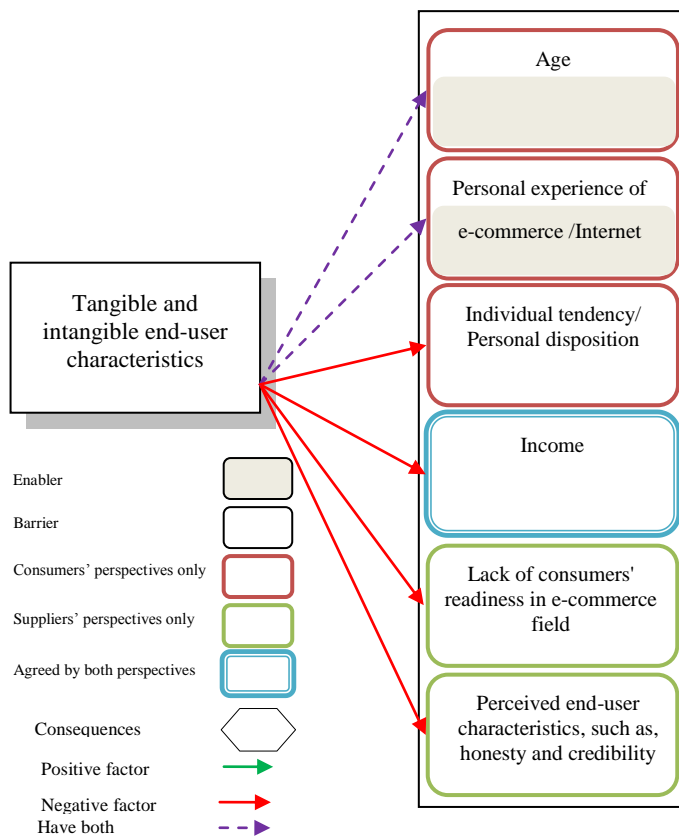 Tangible and
intangible end-user
characteristics
Age
Personal experience of
e-commerce /Internet
Individual tendency/
Personal disposition
Income
Lack of consumers'
readiness in e-commerce
field
Perceived end-user
characteristics, such as,
honesty and credibility
Enabler
Barrier
Consumers’ perspectives only
Suppliers’ perspectives only
Agreed by both perspectives
Consequences
Positive factor
Negative factor
Have both